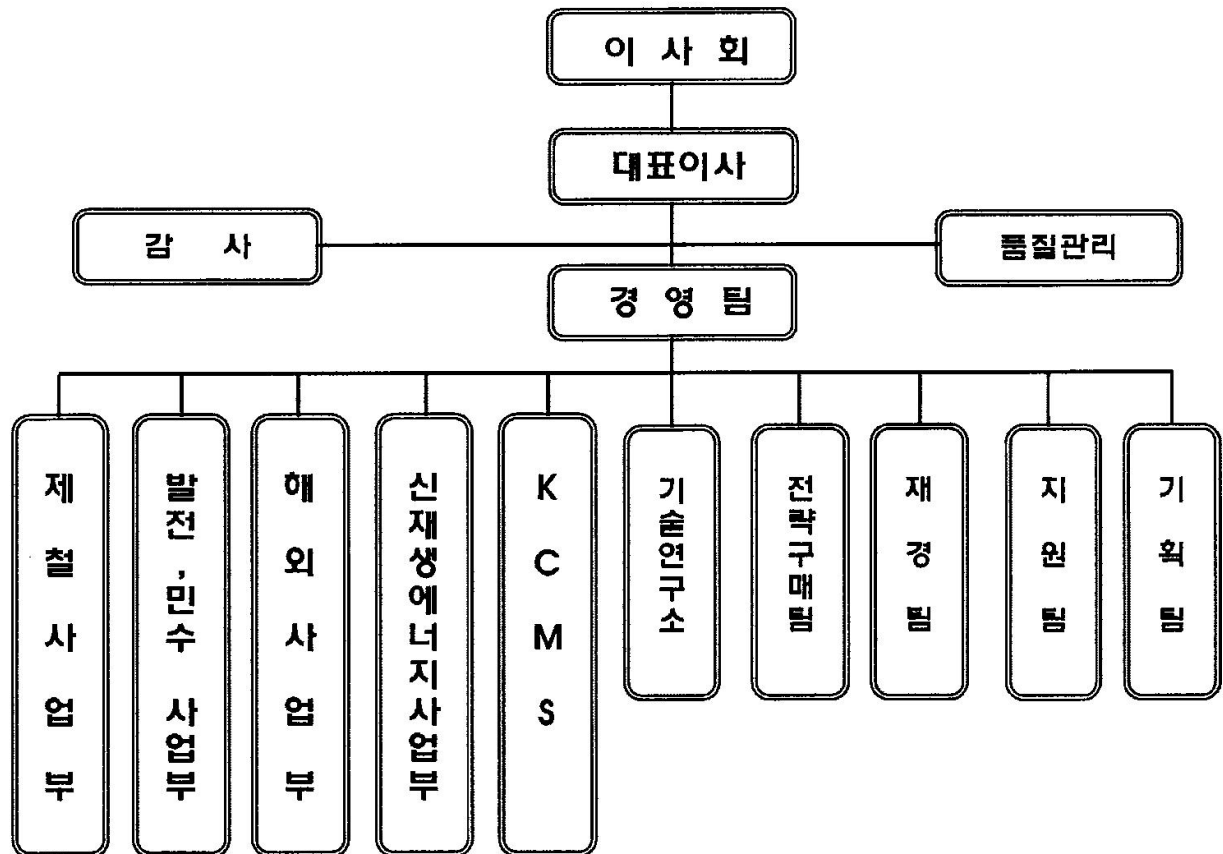 이 사 회
대표이사
감 사
품질관리
경 영 팀
제철사업부
발전,민수 사업부
해외사업부
신재생에너지사업부
KCMS
기술연구소
전략구매팀
재경팀
지원팀
기획팀